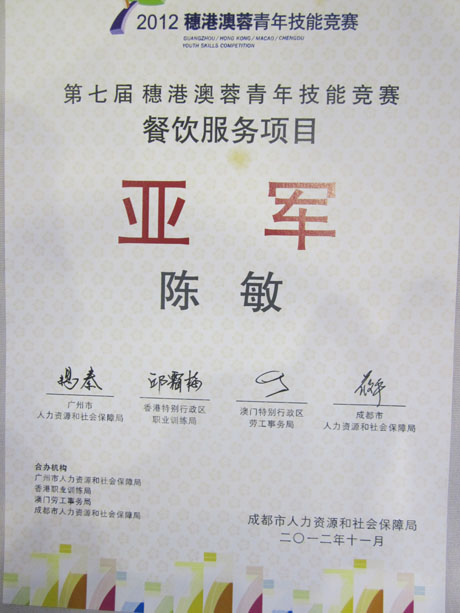 2012 穗港澳蓉青年技能竞赛
GUANGZHOU / HONG KONG / MACAO / CHENGDU
YOUTH SKILLS COMPETITION
第七届穗港澳蓉青年技能竞赛
餐饮服务项目
亚军
陈敏
广州市
人力资源和社会保障局
香港特别行政区
职业训练局
澳门特别行政区
劳工事务局
成都市
人力资源和社会保障局
合办机构
广州市人力资源和社会保障局
香港职业训练局
澳门劳工事务局
成都市人力资源和社会保障局
成都市人力资源和社会保障局
二〇一二年十一月